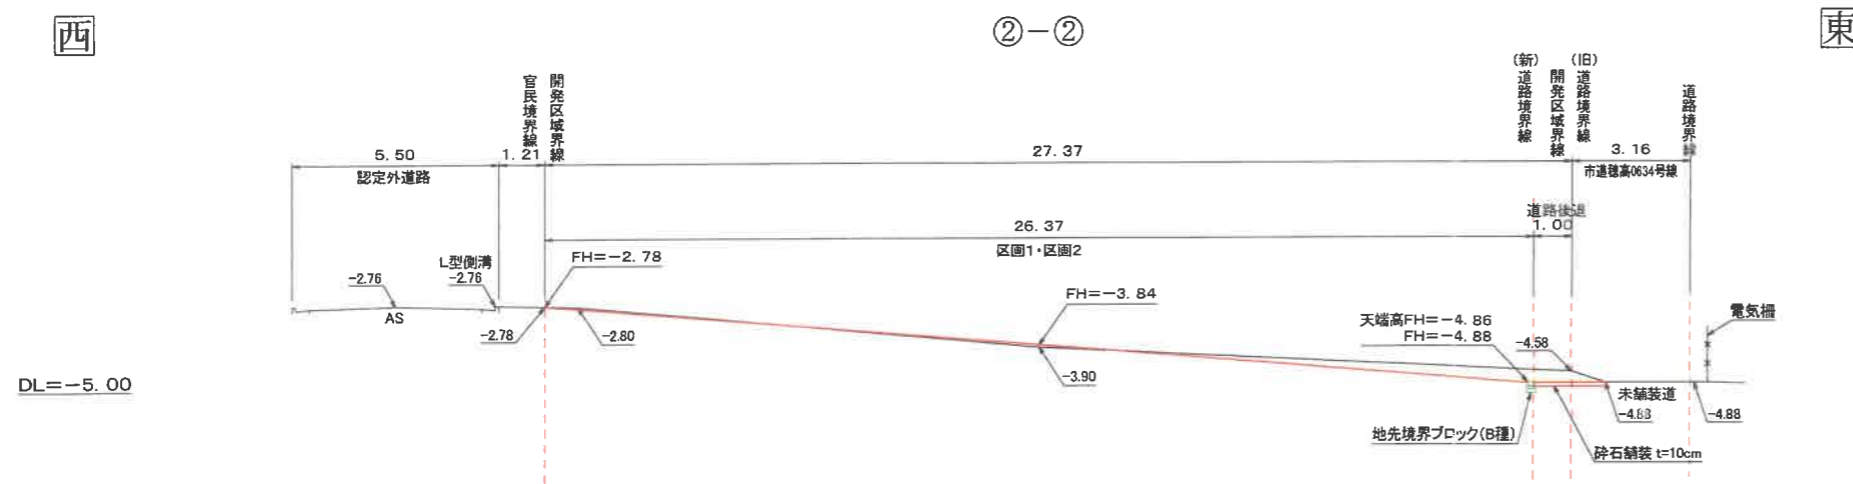 西
②-②
東
官民境界線
開発区域界線
(新)道路境界線
開発区域界線
(旧)道路境界線
道路境界線
5.50
1.21
27.37
3.16
認定外道路
市道穂高0634号線
道路後退
26.37
1.00
区画1・区画2
L型側溝
-2.76
-2.76
FH=-2.78
AS
-2.78
-2.80
FH=-3.84
-3.90
天端高FH=-4.86
FH=-4.88
-4.58
電気柵
DL=-5.00
未舗装道
-4.88
-4.88
地先境界ブロック(B種)
砕石舗装 t=10cm